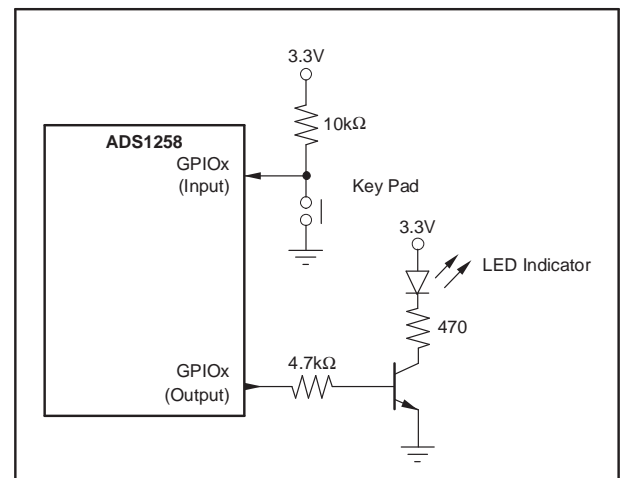 3.3V
10kΩ
ADS1258
GPIOx
(Input)
Key Pad
3.3V
LED Indicator
470
4.7kΩ
GPIOx
(Output)